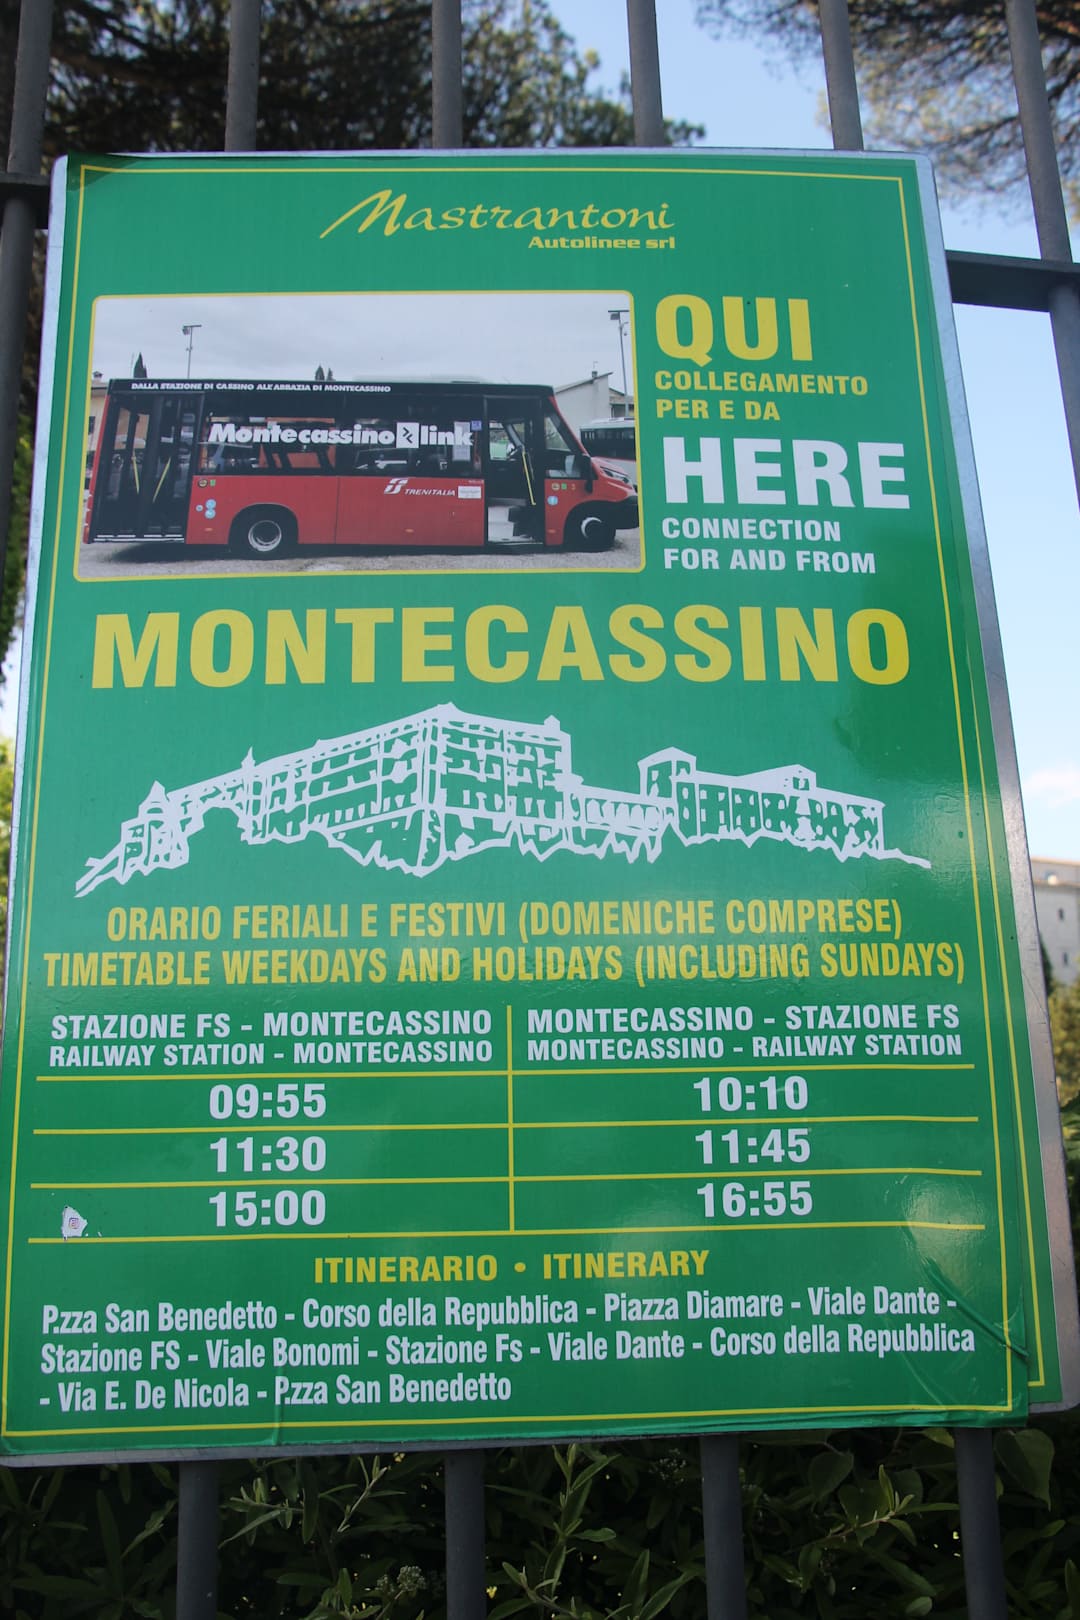 Mastrantoni
Autolinee srl
DALLA STAZIONE DI CASSINO ALL'ABBAZIA DI MONTECASSINO
Montecassino link
TRENITALIA
QUI
COLLEGAMENTO
PER E DA
HERE
CONNECTION
FOR AND FROM
MONTECASSINO
ORARIO FERIALI E FESTIVI (DOMENICHE COMPRESE)
TIMETABLE WEEKDAYS AND HOLIDAYS (INCLUDING SUNDAYS)
STAZIONE FS - MONTECASSINO
RAILWAY STATION - MONTECASSINO
MONTECASSINO - STAZIONE FS
MONTECASSINO - RAILWAY STATION
09:55 10:10
11:30 11:45
15:00 16:55
ITINERARIO • ITINERARY
P.zza San Benedetto - Corso della Repubblica - Piazza Diamare - Viale Dante -
Stazione FS - Viale Bonomi - Stazione Fs - Viale Dante - Corso della Repubblica
- Via E. De Nicola - P.zza San Benedetto